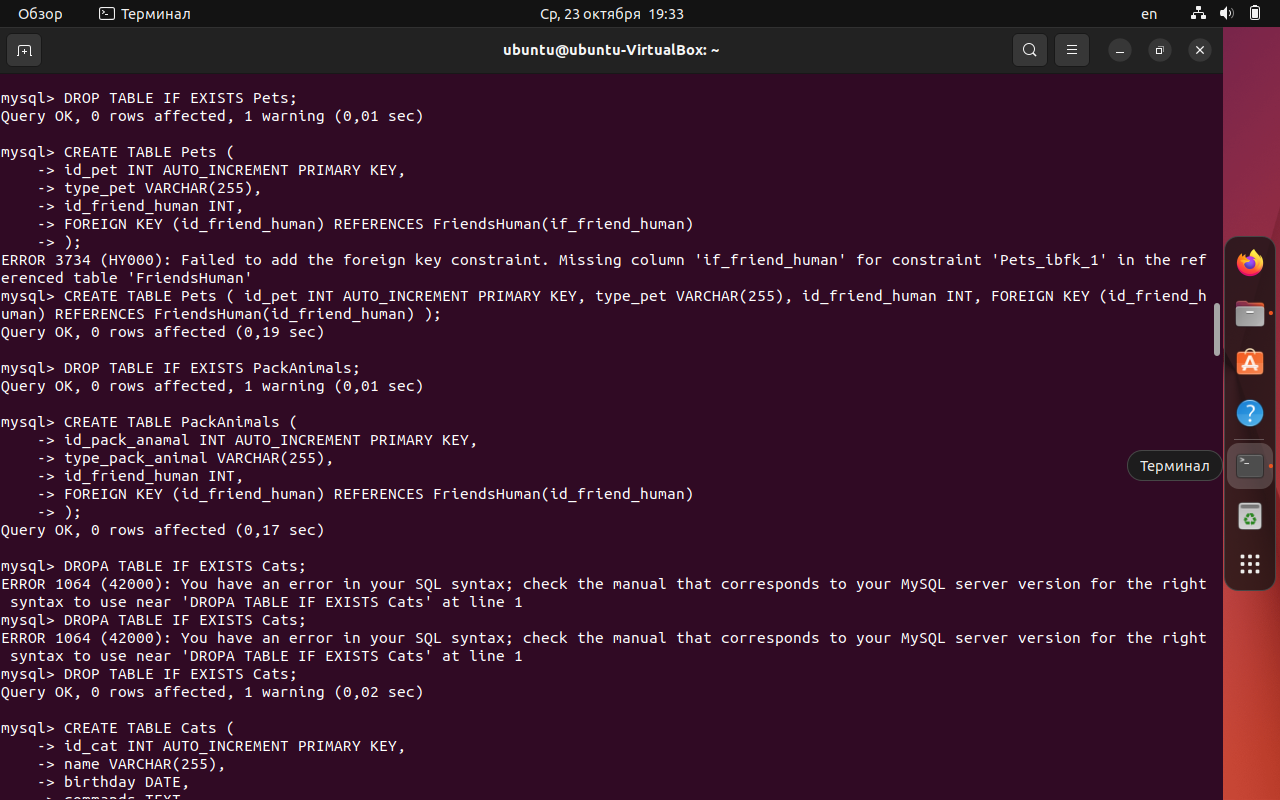 Обзор
Терминал
Ср, 23 октября 19:33
en
ubuntu@ubuntu-VirtualBox: ~
mysql> DROP TABLE IF EXISTS Pets;
Query OK, 0 rows affected, 1 warning (0,01 sec)
mysql> CREATE TABLE Pets (
-> id_pet INT AUTO_INCREMENT PRIMARY KEY,
-> type_pet VARCHAR(255),
-> id_friend_human INT,
-> FOREIGN KEY (id_friend_human) REFERENCES FriendsHuman(if_friend_human)
-> );
ERROR 3734 (HY000): Failed to add the foreign key constraint. Missing column 'if_friend_human' for constraint 'Pets_ibfk_1' in the ref
erenced table 'FriendsHuman'
mysql> CREATE TABLE Pets ( id_pet INT AUTO_INCREMENT PRIMARY KEY, type_pet VARCHAR(255), id_friend_human INT, FOREIGN KEY (id_friend_h
uman) REFERENCES FriendsHuman(id_friend_human) );
Query OK, 0 rows affected (0,19 sec)
mysql> DROP TABLE IF EXISTS PackAnimals;
Query OK, 0 rows affected, 1 warning (0,01 sec)
mysql> CREATE TABLE PackAnimals (
-> id_pack_anamal INT AUTO_INCREMENT PRIMARY KEY,
-> type_pack_animal VARCHAR(255),
-> id_friend_human INT,
-> FOREIGN KEY (id_friend_human) REFERENCES FriendsHuman(id_friend_human)
-> );
Query OK, 0 rows affected (0,17 sec)
Терминал
mysql> DROPA TABLE IF EXISTS Cats;
ERROR 1064 (42000): You have an error in your SQL syntax; check the manual that corresponds to your MySQL server version for the right
syntax to use near 'DROPA TABLE IF EXISTS Cats' at line 1
mysql> DROPA TABLE IF EXISTS Cats;
ERROR 1064 (42000): You have an error in your SQL syntax; check the manual that corresponds to your MySQL server version for the right
syntax to use near 'DROPA TABLE IF EXISTS Cats' at line 1
mysql> DROP TABLE IF EXISTS Cats;
Query OK, 0 rows affected, 1 warning (0,02 sec)
mysql> CREATE TABLE Cats (
-> id_cat INT AUTO_INCREMENT PRIMARY KEY,
-> name VARCHAR(255),
-> birthday DATE,
-> commands TEXT